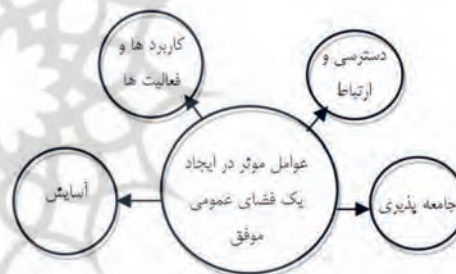 کاربرد ها و
فعالیت ها
دسترسی و
ارتباط
عوامل موثر در ایجاد
یک فضای عمومی
موفق
آسایش
جامعه پذیری